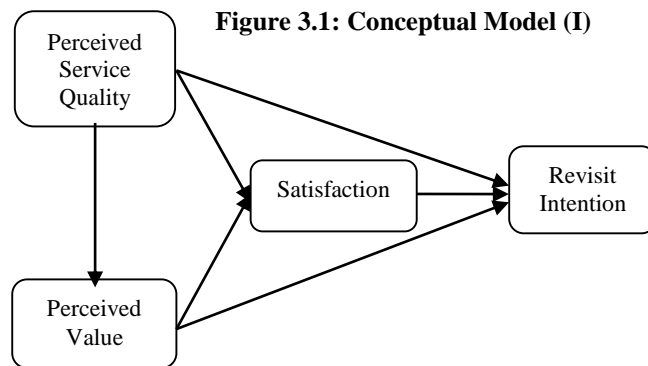 Figure 3.1: Conceptual Model (I)
Perceived
Service
Quality
Satisfaction
Revisit
Intention
Perceived
Value